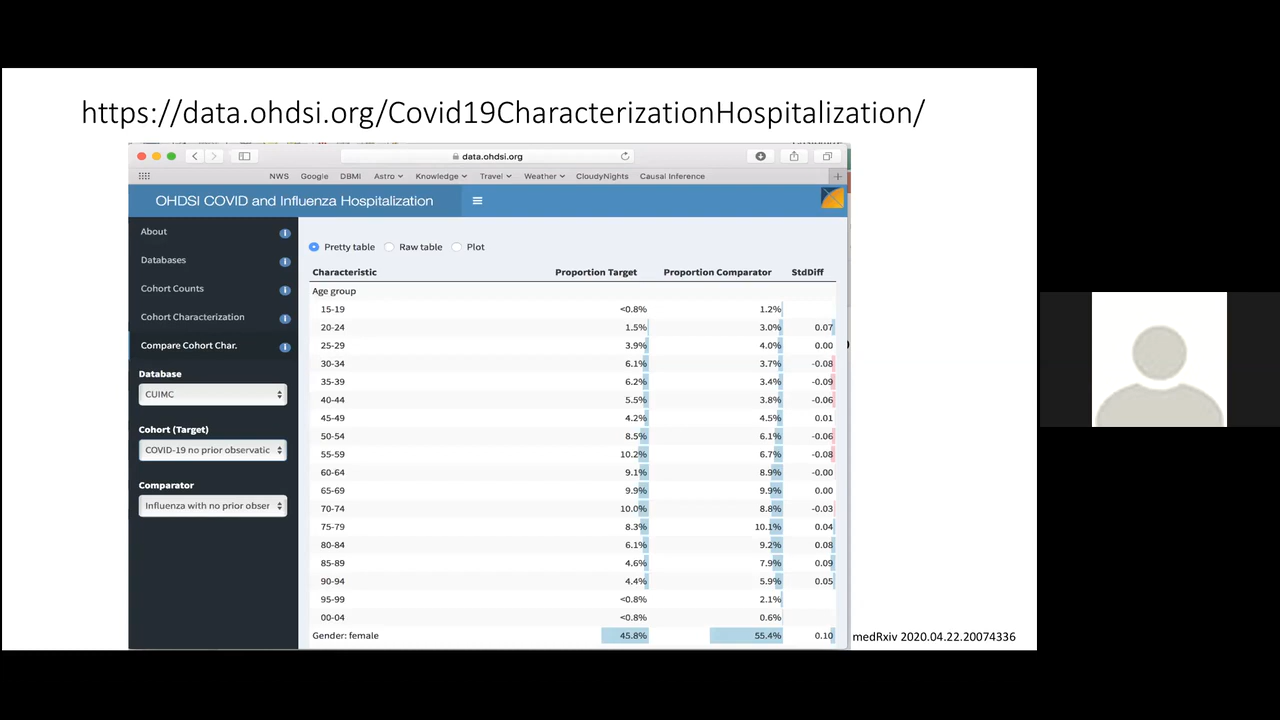 https://data.ohdsi.org/Covid19CharacterizationHospitalization/
data.ohdsi.org
NWS Google DBMI Astro Knowledge Travel Weather CloudyNights Causal Inference
OHDSI COVID and Influenza Hospitalization
About
Databases
Cohort Counts
Cohort Characterization
Compare Cohort Char.
Database
CUIMC
Cohort (Target)
COVID-19 no prior observatic
Comparator
Influenza with no prior obser
Pretty table Raw table Plot
Characteristic Proportion Target Proportion Comparator StdDiff
Age group
15-19 <0.8% 1.2%
20-24 1.5% 3.0% 0.07
25-29 3.9% 4.0% 0.00
30-34 6.1% 3.7% -0.08
35-39 6.2% 3.4% -0.09
40-44 5.5% 3.8% -0.06
45-49 4.2% 4.5% 0.01
50-54 8.5% 6.1% -0.06
55-59 10.2% 6.7% -0.08
60-64 9.1% 8.9% -0.00
65-69 9.9% 9.9% 0.00
70-74 10.0% 8.8% -0.03
75-79 8.3% 10.1% 0.04
80-84 6.1% 9.2% 0.08
85-89 4.6% 7.9% 0.09
90-94 4.4% 5.9% 0.05
95-99 <0.8% 2.1%
00-04 <0.8% 0.6%
Gender: female 45.8% 55.4% 0.10
medRxiv 2020.04.22.20074336